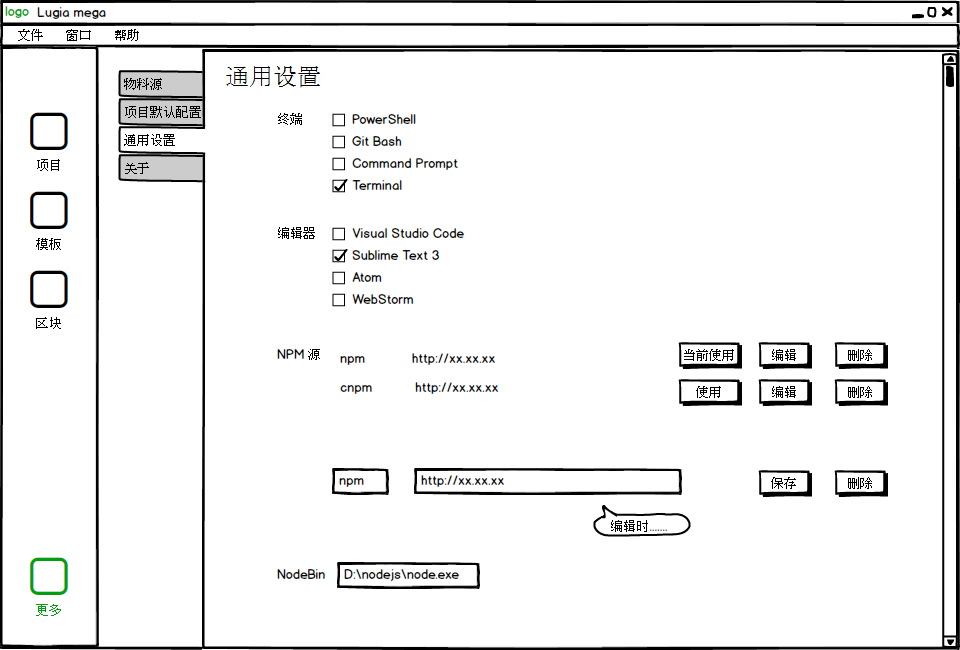 logo Lugia mega
文件 窗口 帮助
项目
模板
区块
更多
物料源
项目默认配置
通用设置
关于
通用设置
终端
PowerShell
Git Bash
Command Prompt
Terminal
编辑器
Visual Studio Code
Sublime Text 3
Atom
WebStorm
NPM 源
npm http://xx.xx.xx 当前使用 编辑 删除
cnpm http://xx.xx.xx 使用 编辑 删除
npm http://xx.xx.xx 保存 删除
编辑时.......
NodeBin D:\nodejs\node.exe